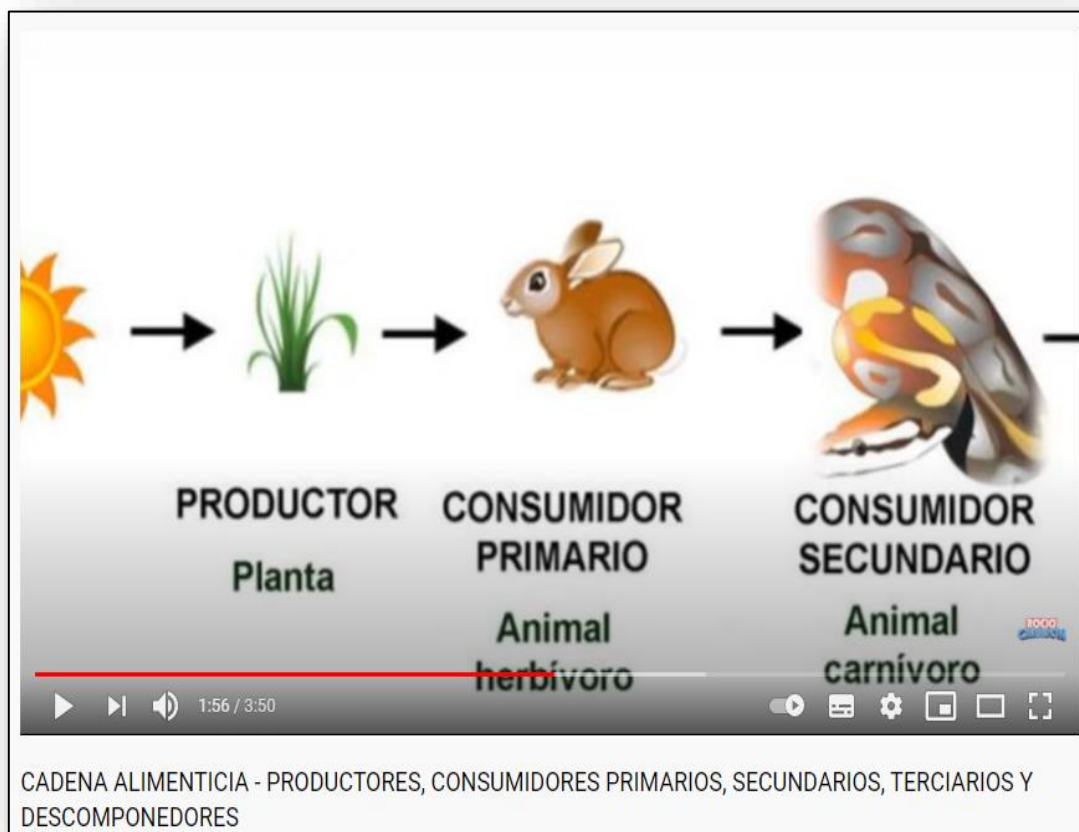 PRODUCTOR
Planta
CONSUMIDOR
PRIMARIO
Animal
herbívoro
CONSUMIDOR
SECUNDARIO
Animal
carnívoro
1:56 / 3:50
CADENA ALIMENTICIA - PRODUCTORES, CONSUMIDORES PRIMARIOS, SECUNDARIOS, TERCIARIOS Y
DESCOMPONEDORES